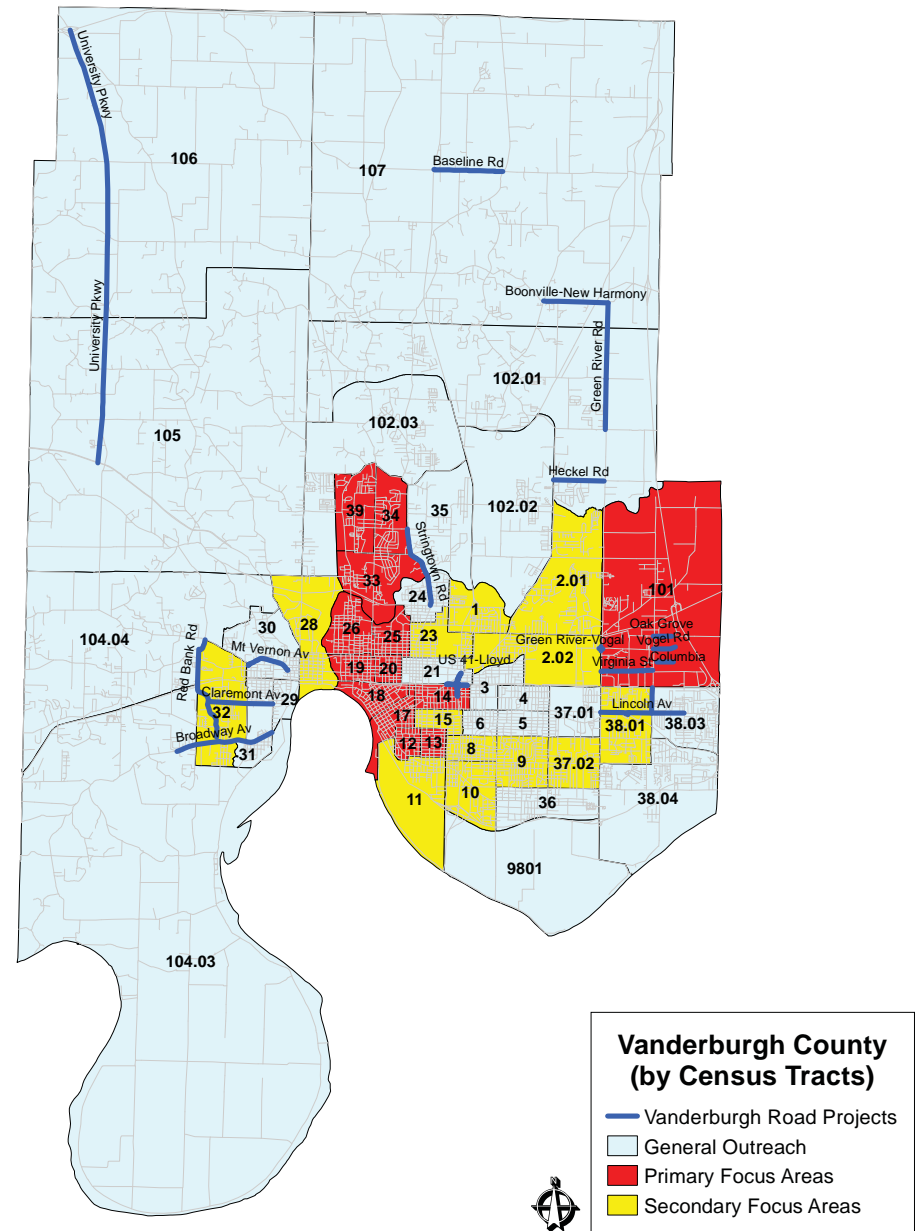 University Pkwy
106
107
Baseline Rd
Boonville-New Harmony
University Pkwy
Green River Rd
102.01
102.03
105
Heckel Rd
39
34
35
102.02
Stringtown Rd
33
2.01
101
24
1
28
26
25
23
30
104.04
Oak Grove
Green River-Vogal
Vogel Rd
Red Bank Rd
Mt Vernon Av
US 41-Lloyd
2.02
Columbia
Virginia St
19
20
21
3
4
Claremont Av
29
18
14
37.01
Lincoln Av
32
17
15
6
5
38.01
38.03
Broadway Av
31
12
13
8
9
37.02
11
10
36
38.04
9801
104.03
Vanderburgh County
(by Census Tracts)
Vanderburgh Road Projects
General Outreach
Primary Focus Areas
Secondary Focus Areas